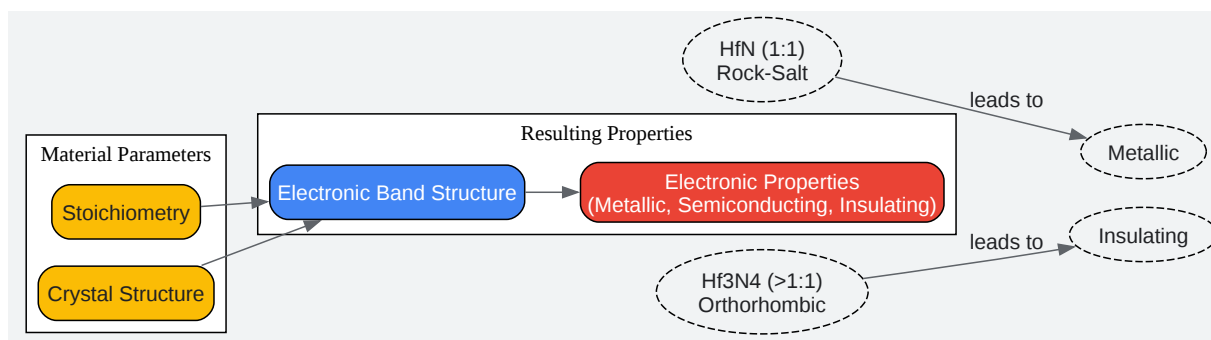 HfN (1:1)
Rock-Salt
leads to
Metallic
Resulting Properties
Material Parameters
Stoichiometry
Electronic Band Structure
Electronic Properties
(Metallic, Semiconducting, Insulating)
Crystal Structure
leads to
Insulating
Hf3N4 (>1:1)
Orthorhombic